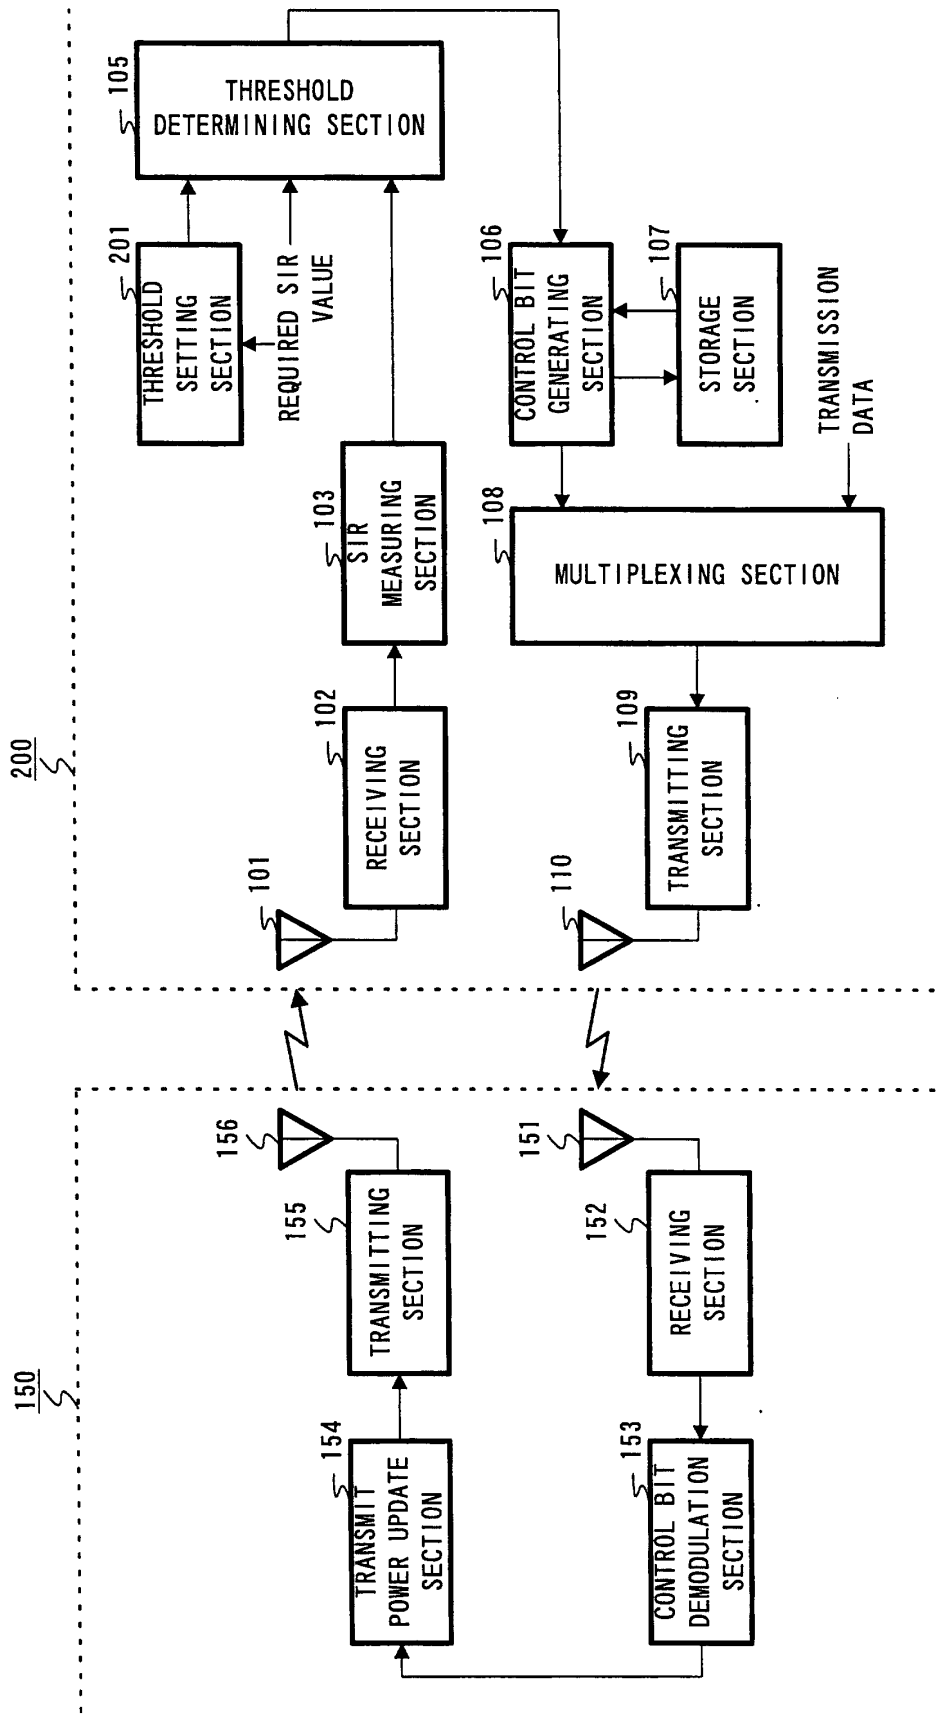 150
156
155
TRANSMITTING
SECTION
154
TRANSMIT
POWER UPDATE
SECTION
151
152
RECEIVING
SECTION
153
CONTROL BIT
DEMODULATION
SECTION
200
101
102
RECEIVING
SECTION
103
SIR
MEASURING
SECTION
201
THRESHOLD
SETTING
SECTION
REQUIRED SIR
VALUE
105
THRESHOLD
DETERMINING SECTION
110
109
TRANSMITTING
SECTION
108
MULTIPLEXING SECTION
106
CONTROL BIT
GENERATING
SECTION
107
STORAGE
SECTION
TRANSMISSION
DATA